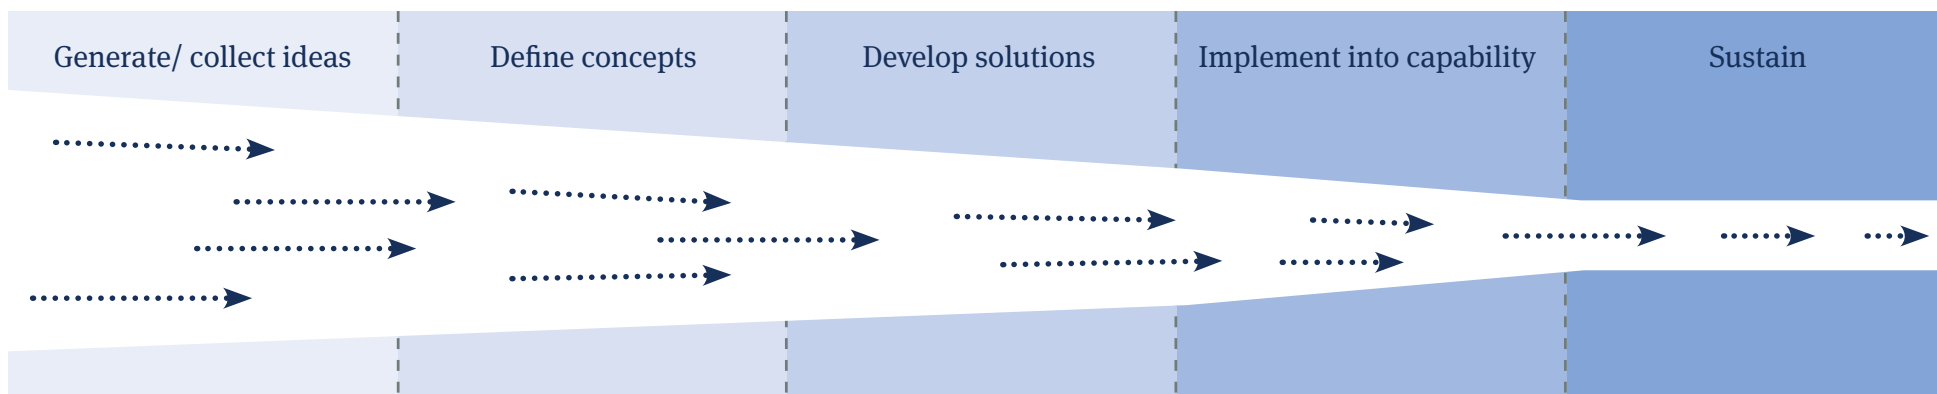 Generate/ collect ideas
Define concepts
Develop solutions
Implement into capability
Sustain